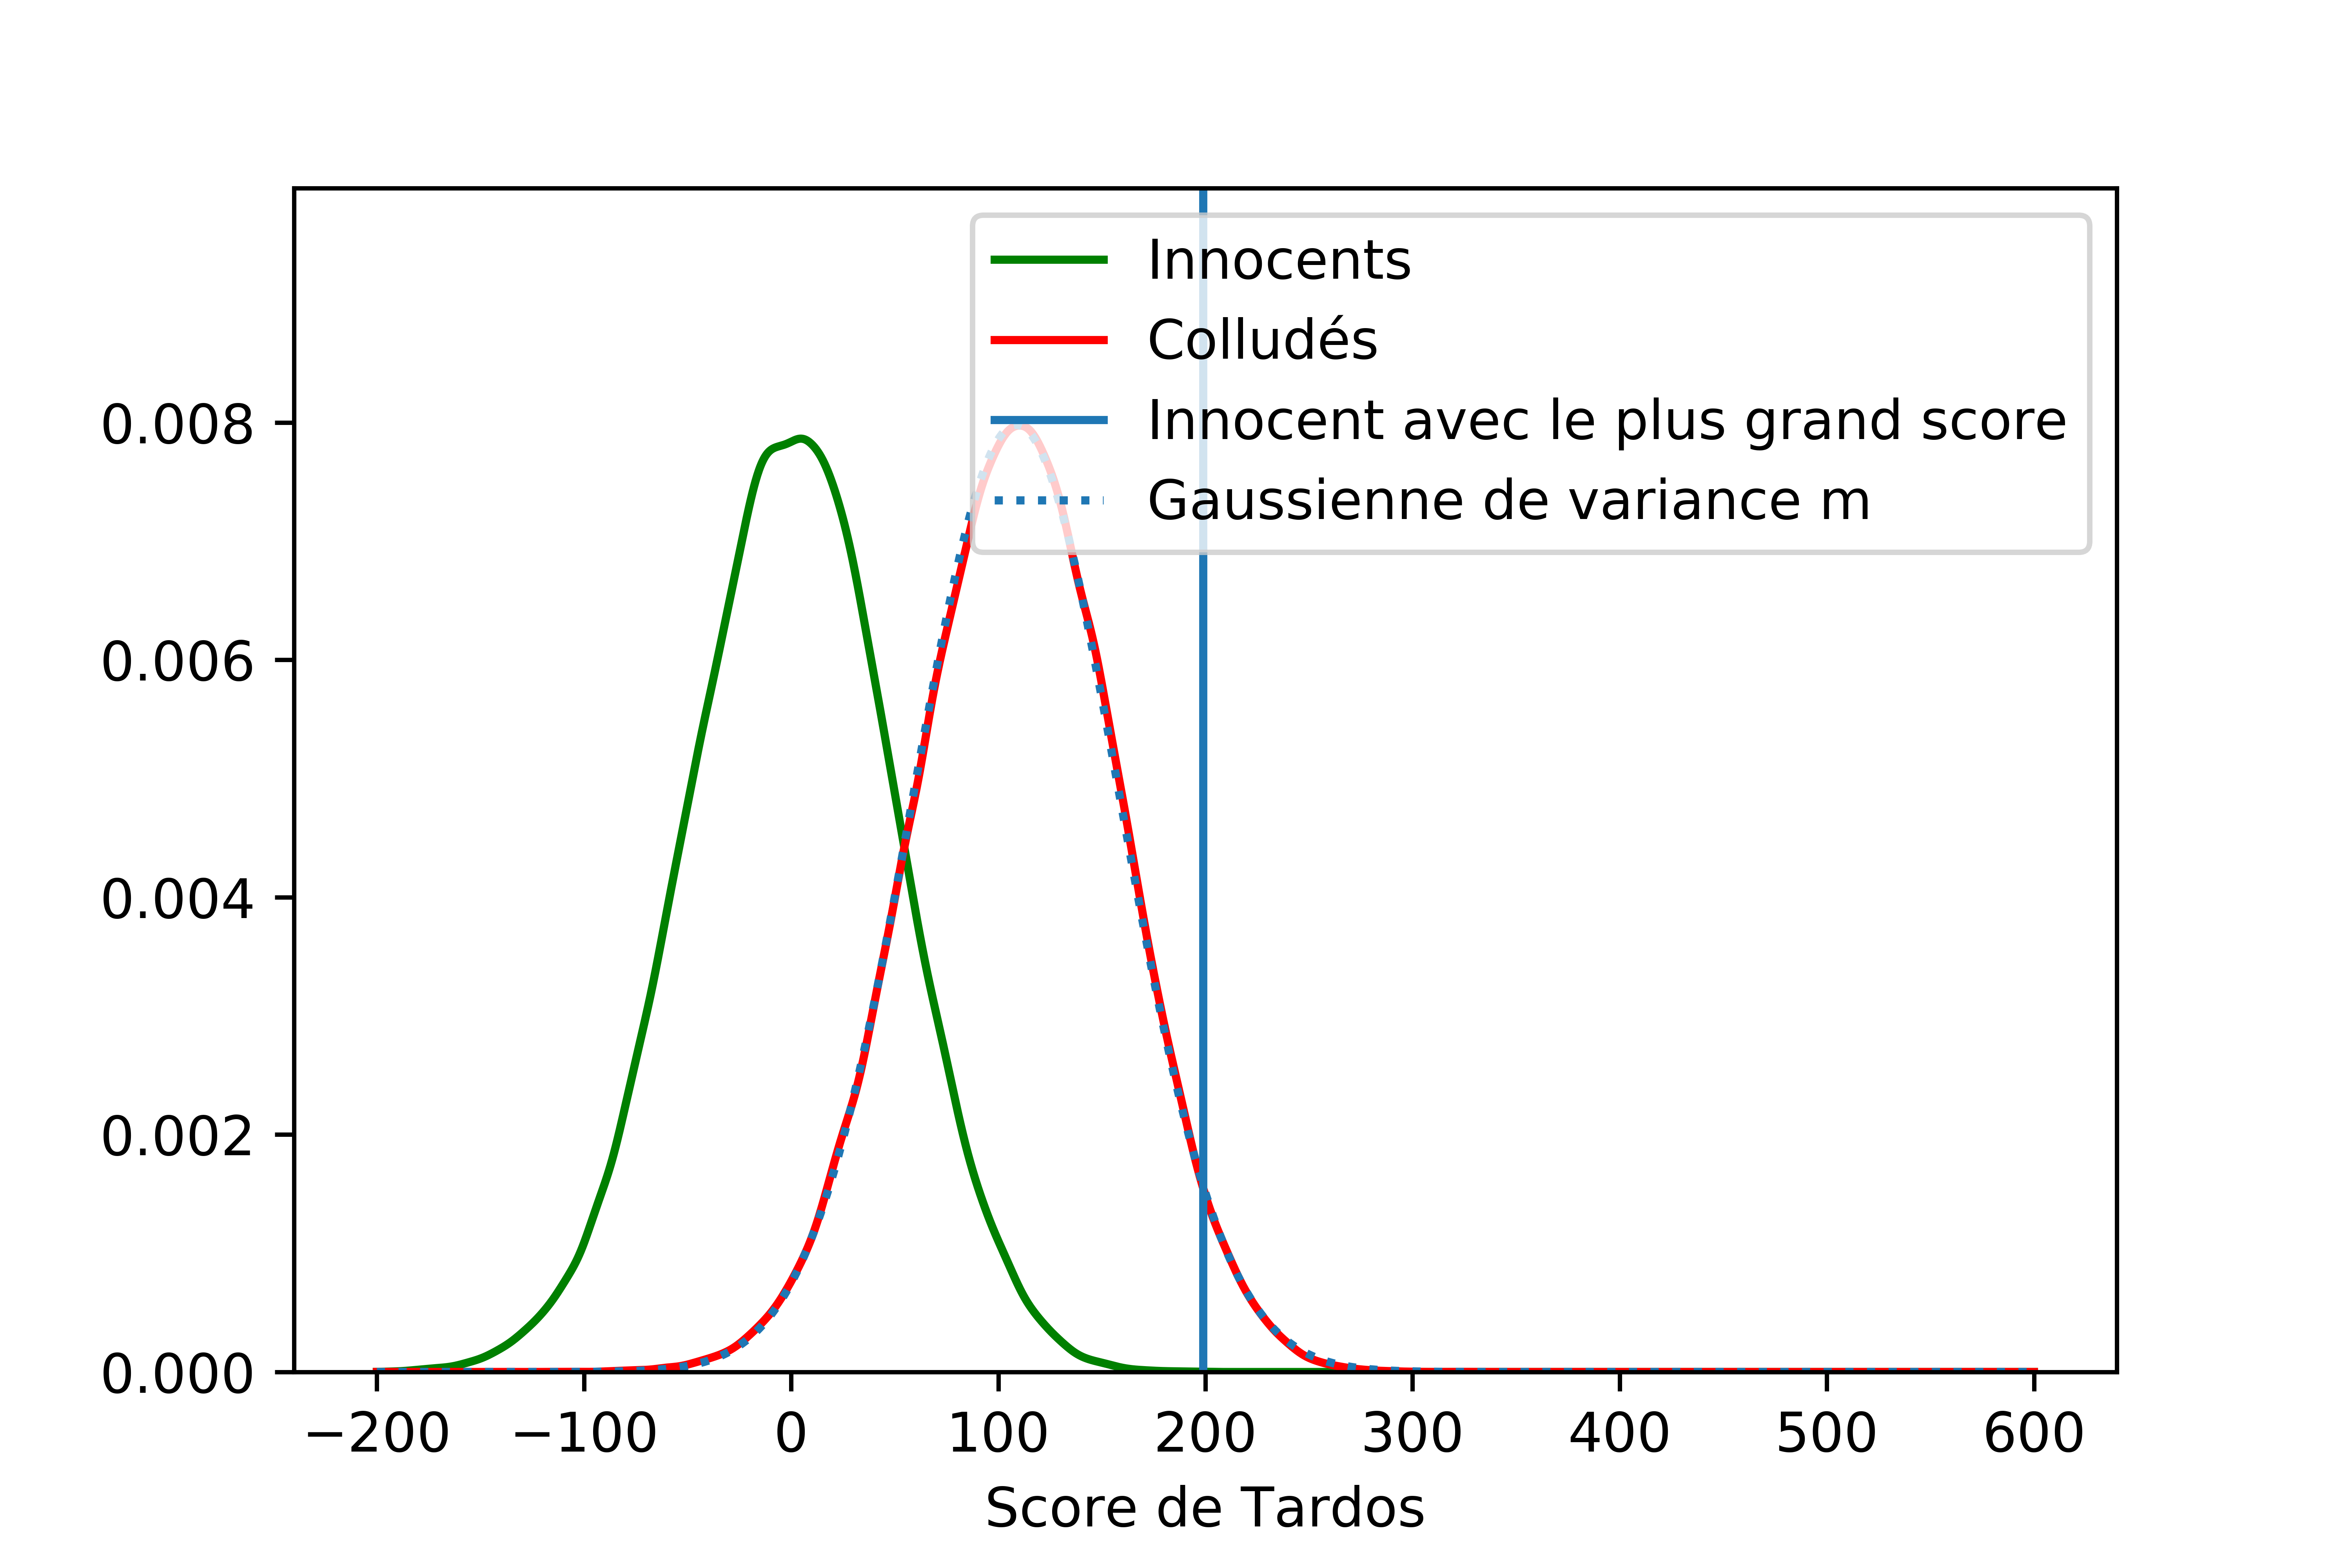 Innocents
Colludés
Innocent avec le plus grand score
Gaussienne de variance m
0.008
0.006
0.004
0.002
0.000
−200 −100 0 100 200 300 400 500 600
Score de Tardos